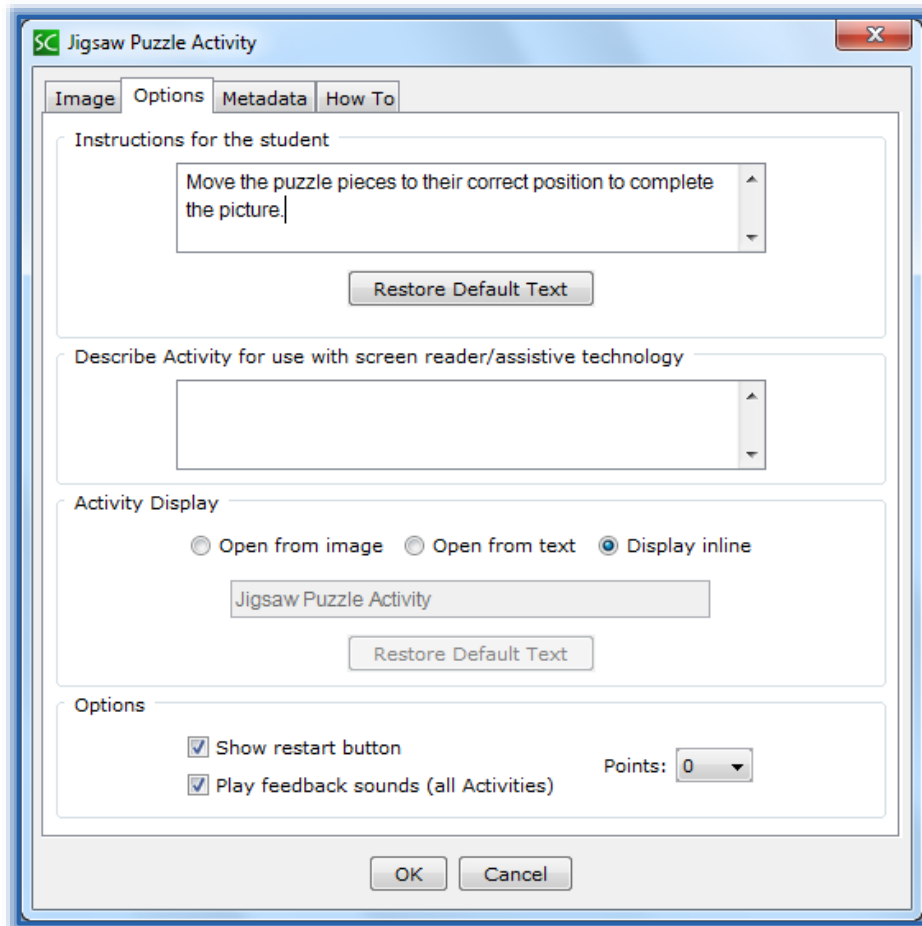 SC Jigsaw Puzzle Activity
X
Image Options Metadata How To
Instructions for the student
Move the puzzle pieces to their correct position to complete
the picture.
Restore Default Text
Describe Activity for use with screen reader/assistive technology
Activity Display
Open from image Open from text Display inline
Jigsaw Puzzle Activity
Restore Default Text
Options
Show restart button
Points: 0
Play feedback sounds (all Activities)
OK Cancel